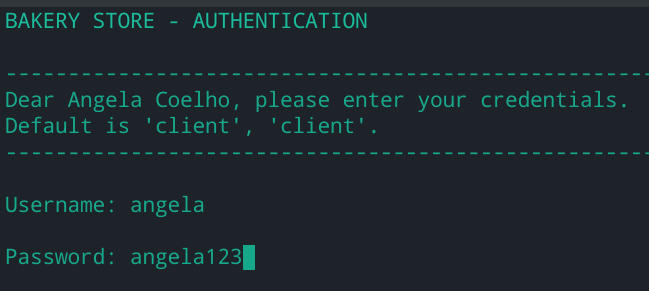 BAKERY STORE - AUTHENTICATION
----------------------------------------------------
Dear Angela Coelho, please enter your credentials.
Default is 'client', 'client'.
----------------------------------------------------
Username: angela
Password: angela123